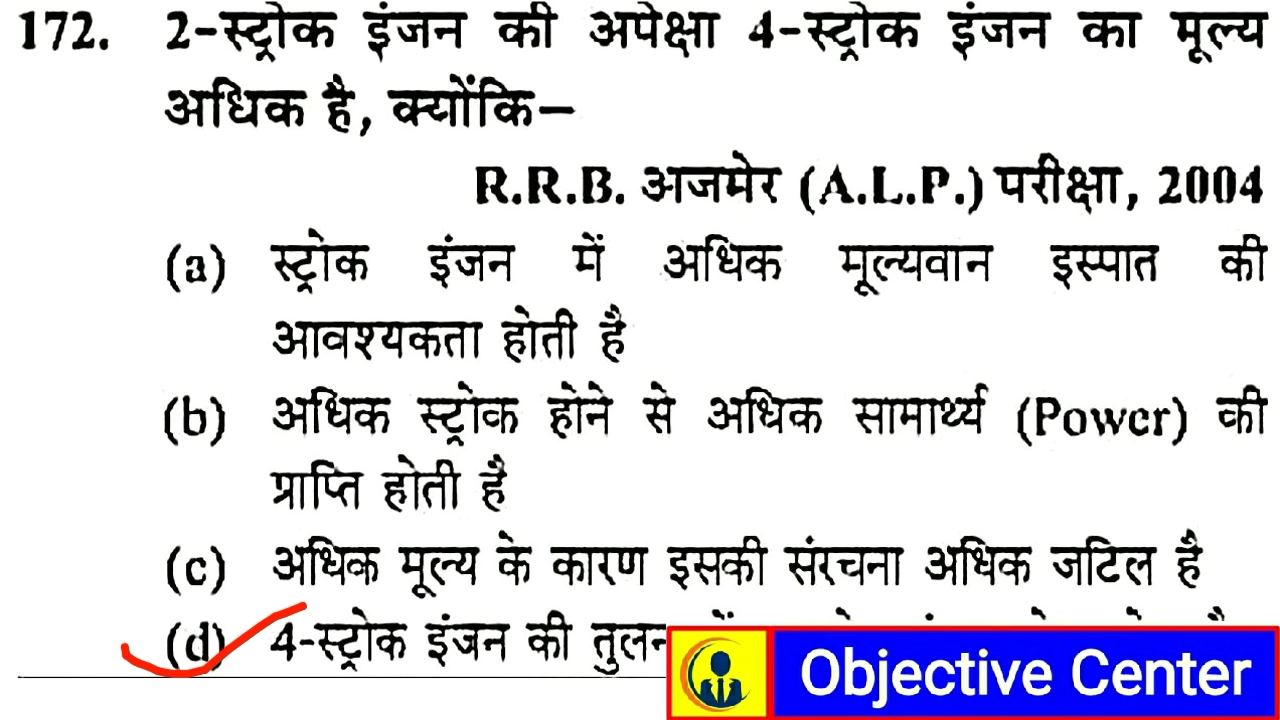 172. 2-स्ट्रोक इंजन की अपेक्षा 4-स्ट्रोक इंजन का मूल्य
अधिक है, क्योंकि–
R.R.B. अजमेर (A.L.P.) परीक्षा, 2004
(a) स्ट्रोक इंजन में अधिक मूल्यवान इस्पात की
आवश्यकता होती है
(b) अधिक स्ट्रोक होने से अधिक सामार्थ्य (Power) की
प्राप्ति होती है
(c) अधिक मूल्य के कारण इसकी संरचना अधिक जटिल है
(d) 4-स्ट्रोक इंजन की
Objective Center